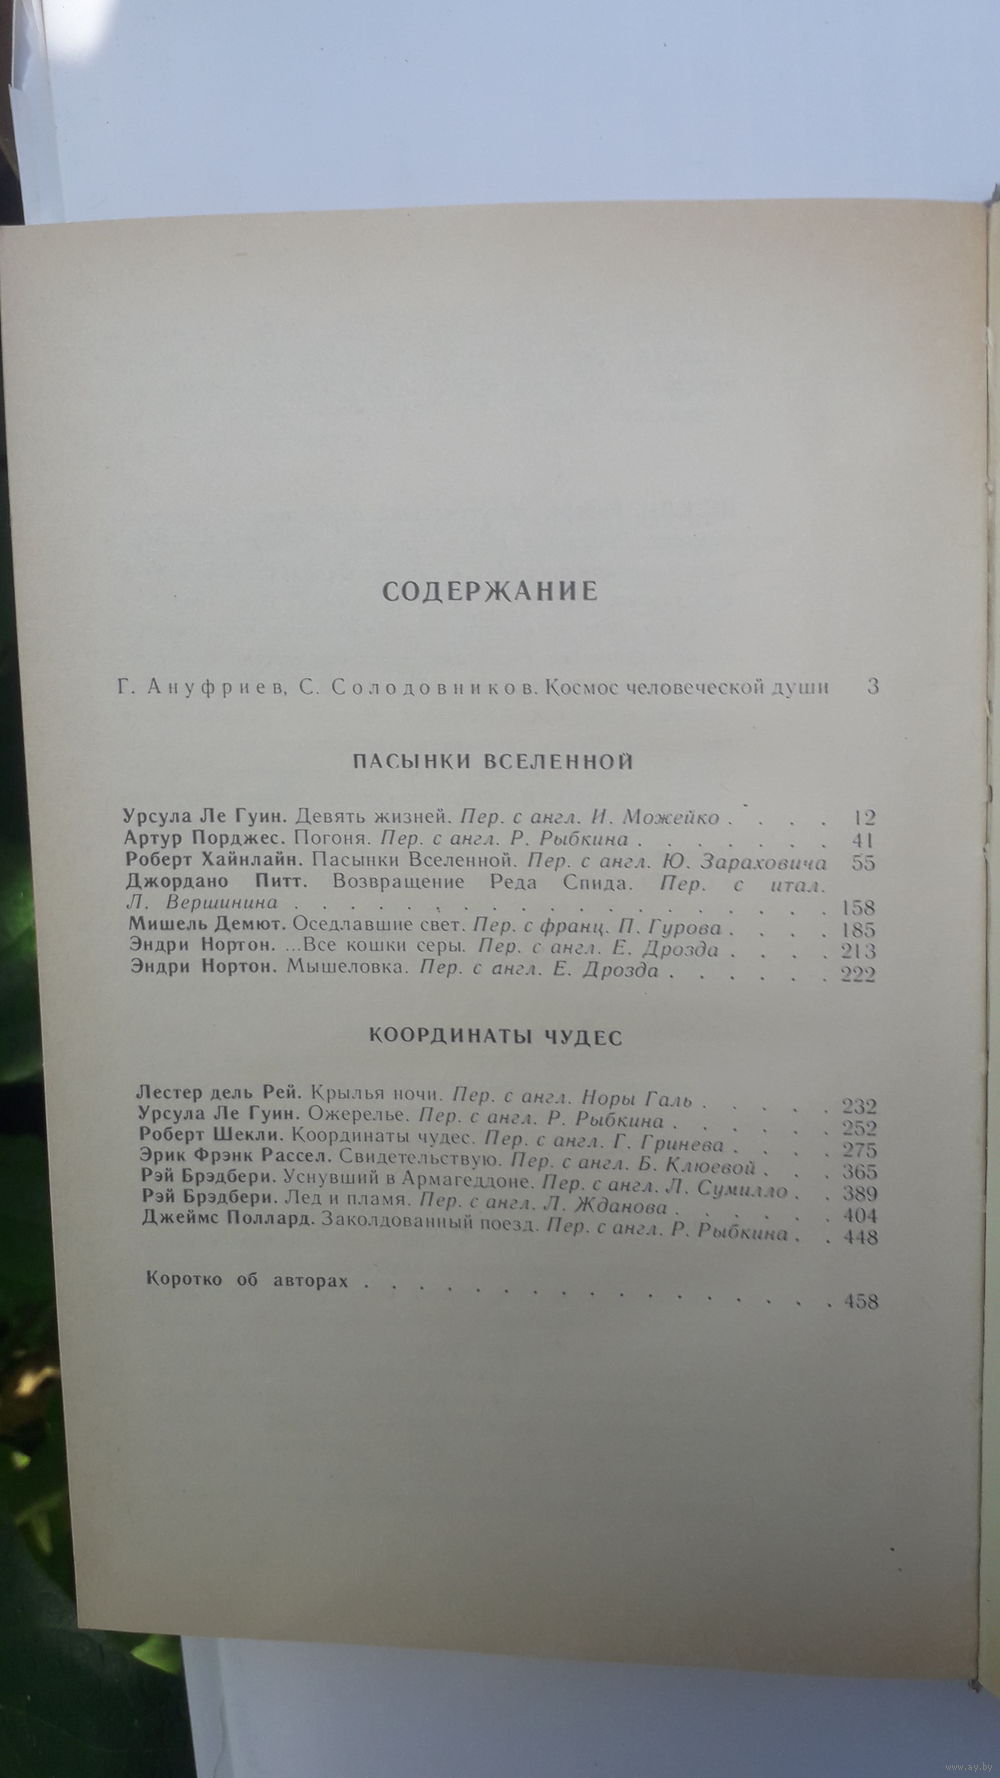 СОДЕРЖАНИЕ
Г. Ануфриев, С. Солодовников. Космос человеческой души 3
ПАСЫНКИ ВСЕЛЕННОЙ
Урсула Ле Гуин. Девять жизней. Пер. с англ. И. Можейко . . . . 12
Артур Порджес. Погоня. Пер. с англ. Р. Рыбкина . . . . . . . 41
Роберт Хайнлайн. Пасынки Вселенной. Пер. с англ. Ю. Зараховича 55
Джордано Питт. Возвращение Реда Спида. Пер. с итал.
Л. Вершинина . . . . . . . . . . . . . . . . . . . 158
Мишель Демют. Оседлавшие свет. Пер. с франц. П. Гурова . . . . 185
Эндри Нортон. ...Все кошки серы. Пер. с англ. Е. Дрозда . . . . 213
Эндри Нортон. Мышеловка. Пер. с англ. Е. Дрозда . . . . . . 222
КООРДИНАТЫ ЧУДЕС
Лестер дель Рей. Крылья ночи. Пер. с англ. Норы Галь . . . . . 232
Урсула Ле Гуин. Ожерелье. Пер. с англ. Р. Рыбкина . . . . . . 252
Роберт Шекли. Координаты чудес. Пер. с англ. Г. Гринева . . . . 275
Эрик Фрэнк Рассел. Свидетельствую. Пер. с англ. Б. Клюевой . . . 365
Рэй Брэдбери. Уснувший в Армагеддоне. Пер. с англ. Л. Сумилло . . 389
Рэй Брэдбери. Лед и пламя. Пер. с англ. Л. Жданова . . . . . . 404
Джеймс Поллард. Заколдованный поезд. Пер. с англ. Р. Рыбкина . . 448
Коротко об авторах . . . . . . . . . . . . . . . . . 458
www.ay.by